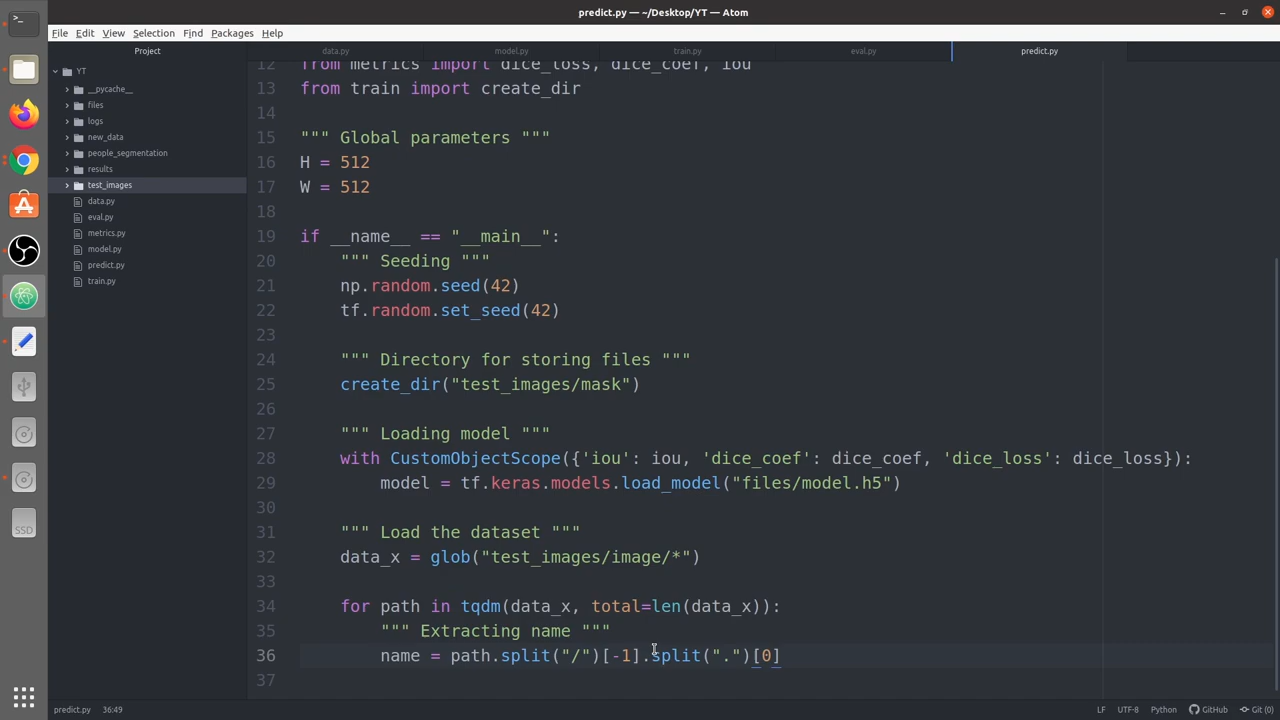 predict.py — ~/Desktop/YT — Atom
File Edit View Selection Find Packages Help
Project data.py model.py train.py eval.py predict.py
YT
__pycache__
files
logs
new_data
people_segmentation
results
test_images
data.py
eval.py
metrics.py
model.py
predict.py
train.py
12 from metrics import dice_loss, dice_coef, iou
13 from train import create_dir
14
15 """ Global parameters """
16 H = 512
17 W = 512
18
19 if __name__ == "__main__":
20 """ Seeding """
21 np.random.seed(42)
22 tf.random.set_seed(42)
23
24 """ Directory for storing files """
25 create_dir("test_images/mask")
26
27 """ Loading model """
28 with CustomObjectScope({'iou': iou, 'dice_coef': dice_coef, 'dice_loss': dice_loss}):
29 model = tf.keras.models.load_model("files/model.h5")
30
31 """ Load the dataset """
32 data_x = glob("test_images/image/*")
33
34 for path in tqdm(data_x, total=len(data_x)):
35 """ Extracting name """
36 name = path.split("/")[-1].split(".")[0]
37
SSD
predict.py 36:49 LF UTF-8 Python GitHub Git (0)